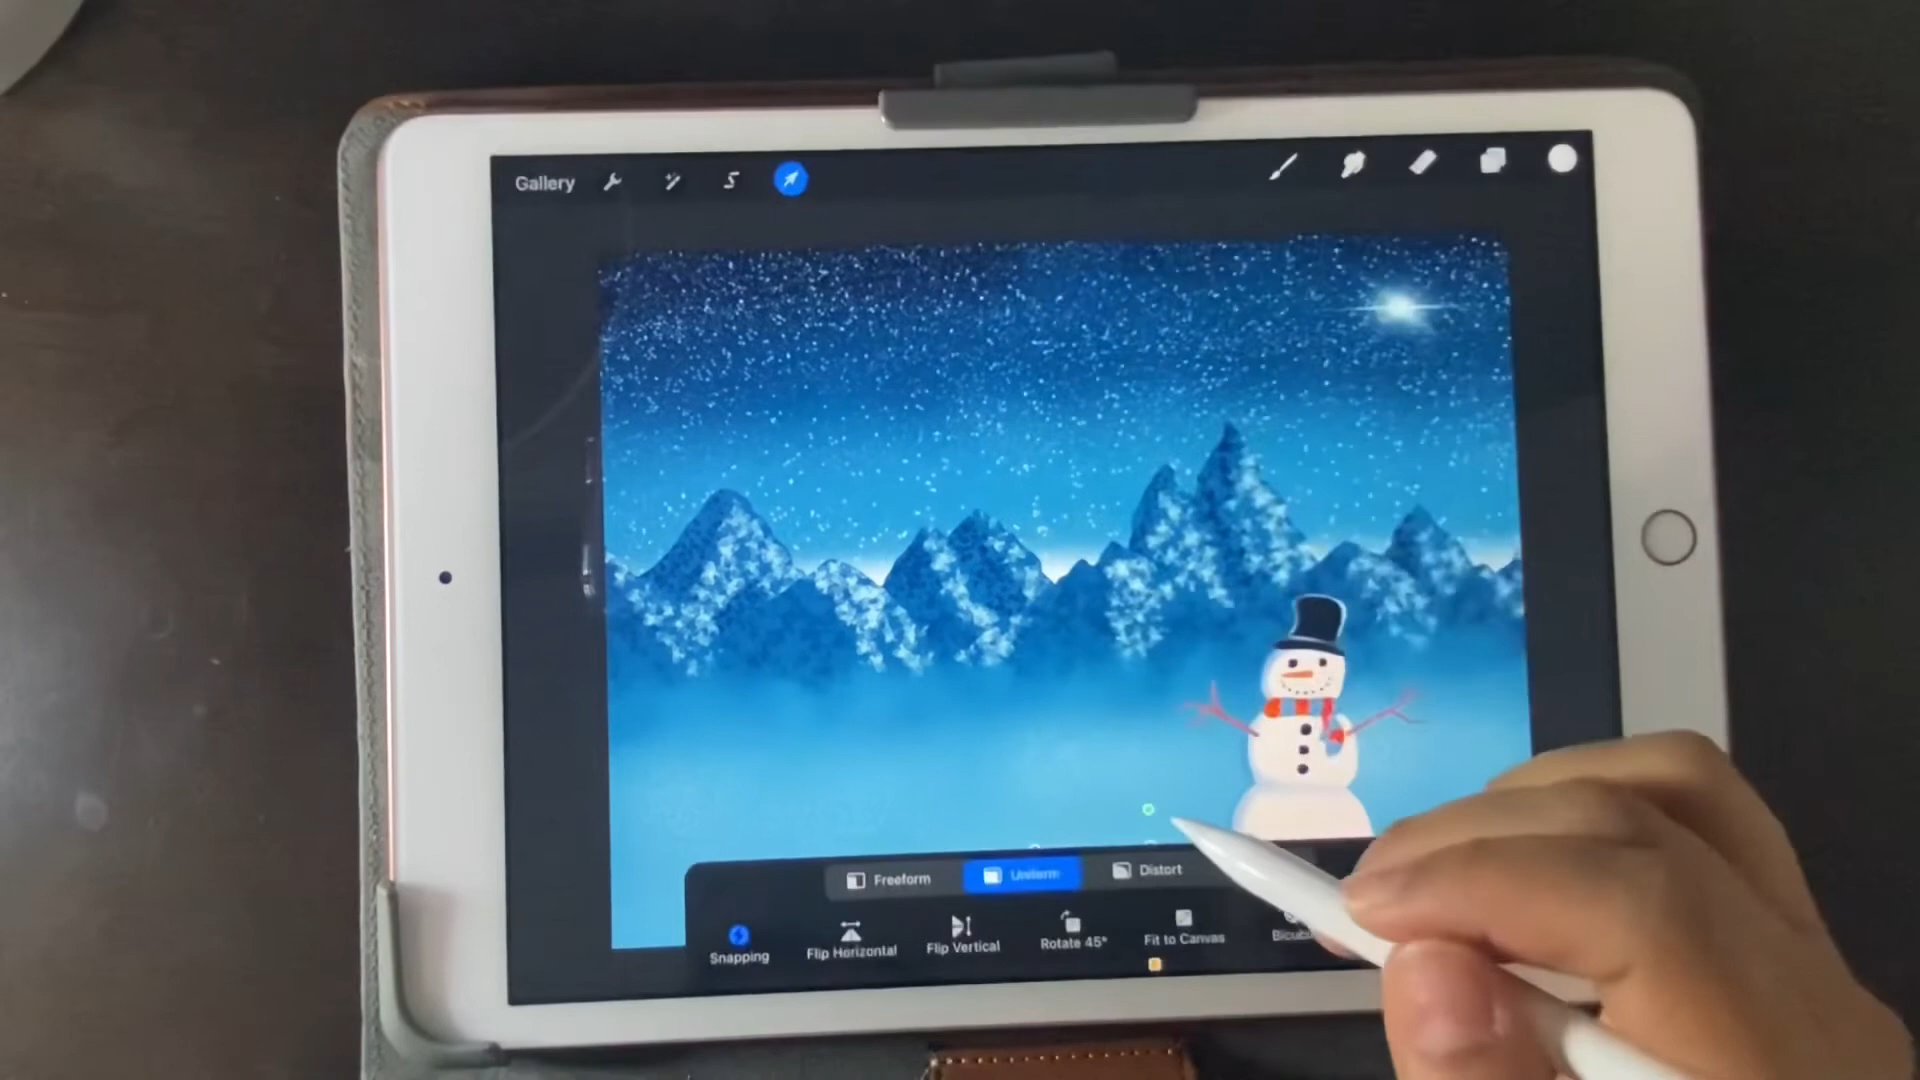 Gallery
Freeform
Uniform
Distort
Snapping
Flip Horizontal
Flip Vertical
Rotate 45°
Fit to Canvas